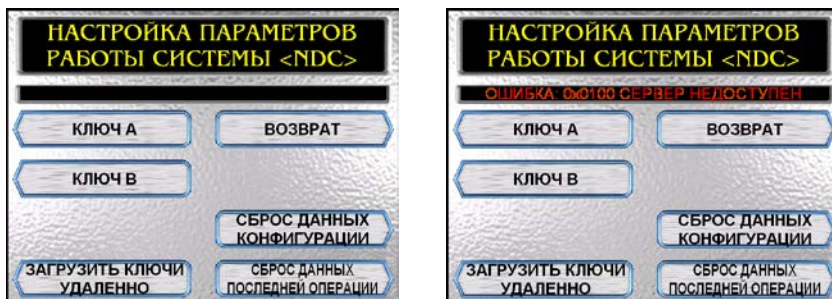 НАСТРОЙКА ПАРАМЕТРОВ
РАБОТЫ СИСТЕМЫ <NDC>
КЛЮЧ А
ВОЗВРАТ
КЛЮЧ В
СБРОС ДАННЫХ
КОНФИГУРАЦИИ
ЗАГРУЗИТЬ КЛЮЧИ
УДАЛЕННО
СБРОС ДАННЫХ
ПОСЛЕДНЕЙ ОПЕРАЦИИ
НАСТРОЙКА ПАРАМЕТРОВ
РАБОТЫ СИСТЕМЫ <NDC>
ОШИБКА: 0x0100 СЕРВЕР НЕДОСТУПЕН
КЛЮЧ А
ВОЗВРАТ
КЛЮЧ В
СБРОС ДАННЫХ
КОНФИГУРАЦИИ
ЗАГРУЗИТЬ КЛЮЧИ
УДАЛЕННО
СБРОС ДАННЫХ
ПОСЛЕДНЕЙ ОПЕРАЦИИ